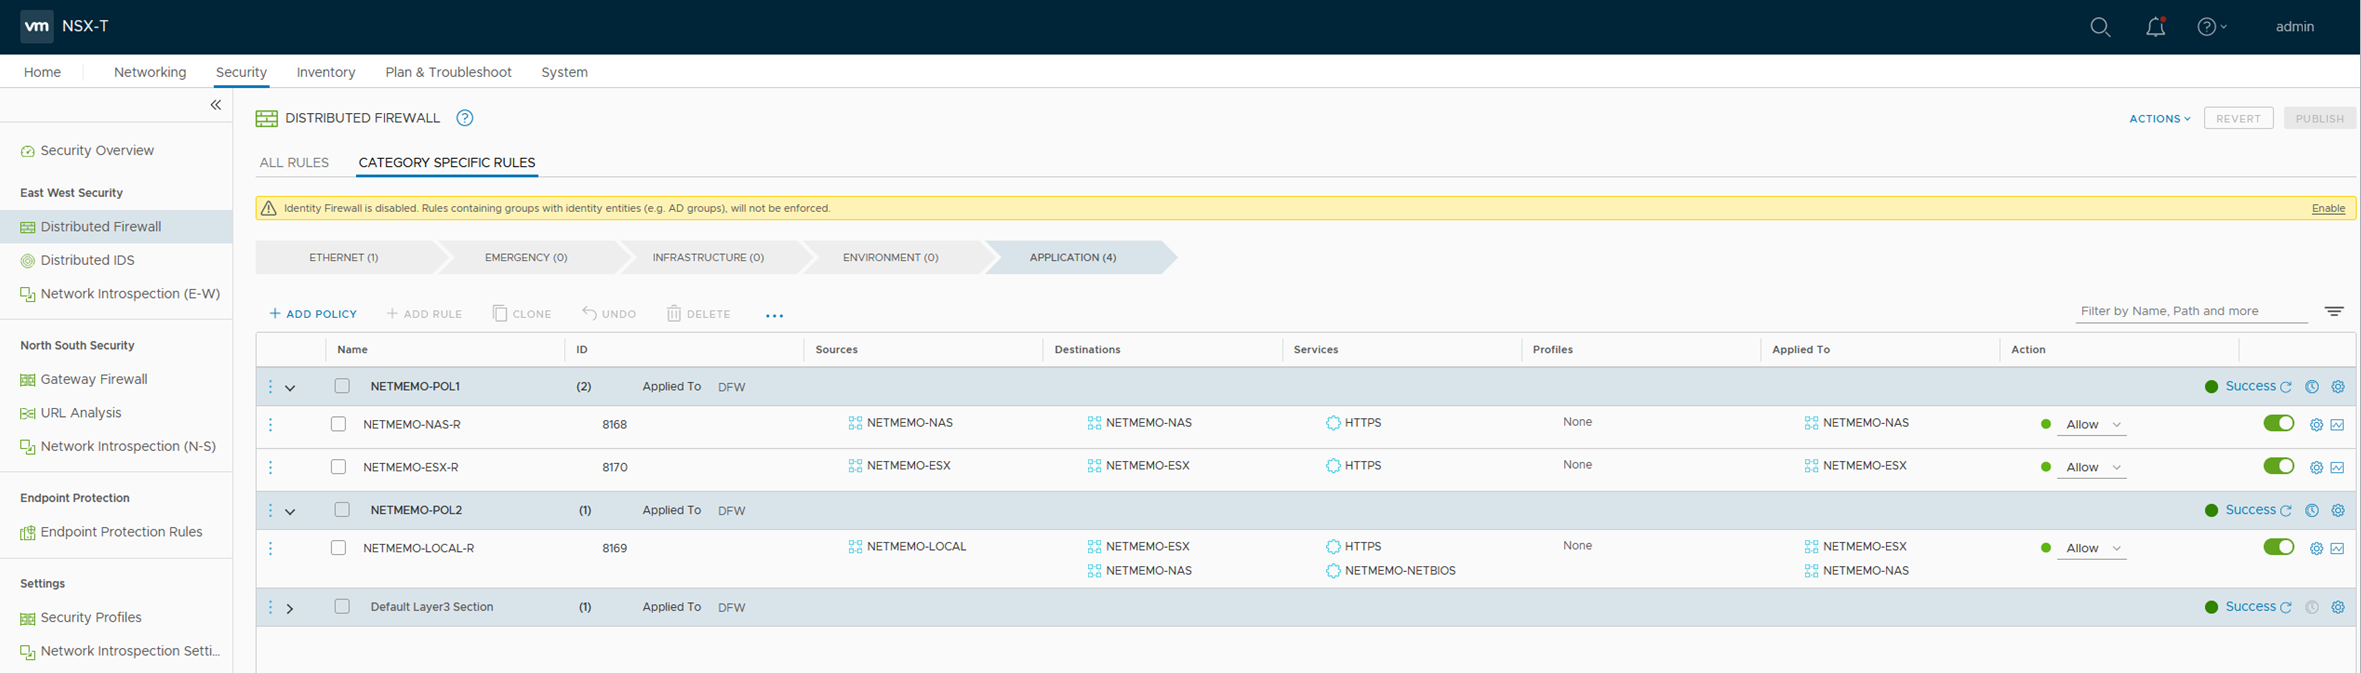 vm NSX-T admin
Home Networking Security Inventory Plan & Troubleshoot System
Security Overview
East West Security
Distributed Firewall
Distributed IDS
Network Introspection (E-W)
North South Security
Gateway Firewall
URL Analysis
Network Introspection (N-S)
Endpoint Protection
Endpoint Protection Rules
Settings
Security Profiles
Network Introspection Setti...
DISTRIBUTED FIREWALL ACTIONS REVERT PUBLISH
ALL RULES CATEGORY SPECIFIC RULES
Identity Firewall is disabled. Rules containing groups with identity entities (e.g. AD groups), will not be enforced. Enable
ETHERNET (1) EMERGENCY (0) INFRASTRUCTURE (0) ENVIRONMENT (0) APPLICATION (4)
+ ADD POLICY + ADD RULE CLONE UNDO DELETE ... Filter by Name, Path and more
Name ID Sources Destinations Services Profiles Applied To Action
NETMEMO-POL1 (2) Applied To DFW Success
NETMEMO-NAS-R 8168 NETMEMO-NAS NETMEMO-NAS HTTPS None NETMEMO-NAS Allow
NETMEMO-ESX-R 8170 NETMEMO-ESX NETMEMO-ESX HTTPS None NETMEMO-ESX Allow
NETMEMO-POL2 (1) Applied To DFW Success
NETMEMO-LOCAL-R 8169 NETMEMO-LOCAL NETMEMO-ESX HTTPS None NETMEMO-ESX Allow
NETMEMO-NAS NETMEMO-NETBIOS NETMEMO-NAS
Default Layer3 Section (1) Applied To DFW Success